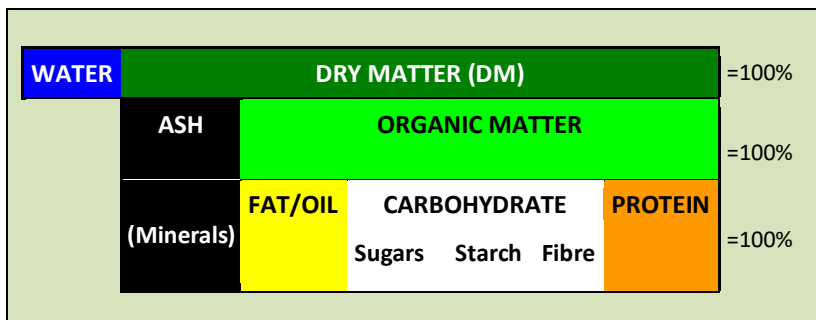 WATER DRY MATTER (DM) =100%
ASH ORGANIC MATTER
=100%
FAT/OIL CARBOHYDRATE PROTEIN
(Minerals) =100%
Sugars Starch Fibre